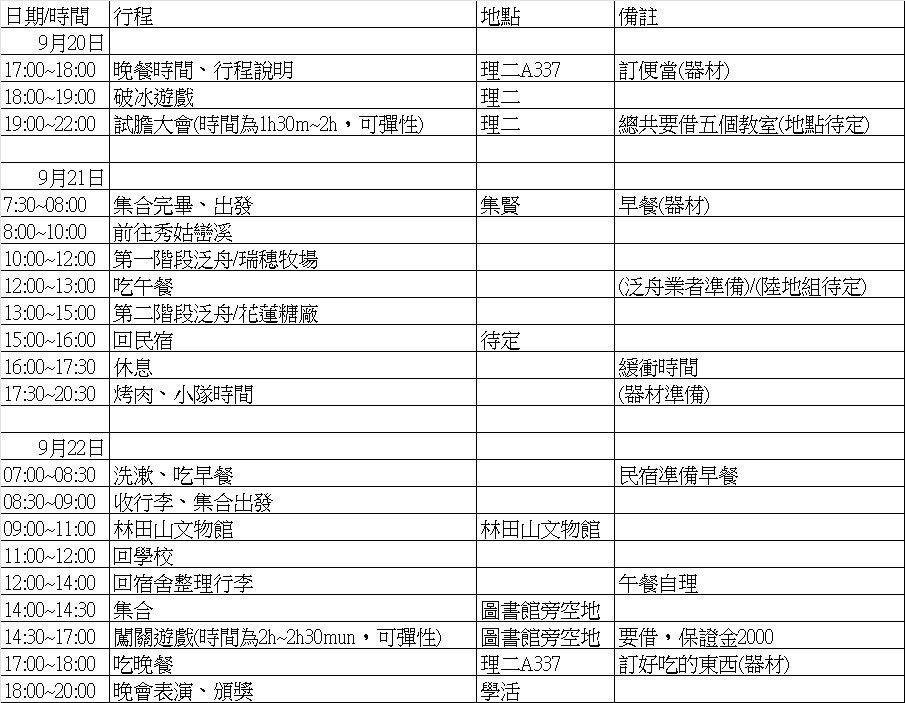 日期/時間 行程 地點 備註
9月20日
17:00~18:00 晚餐時間、行程說明 理二A337 訂便當(器材)
18:00~19:00 破冰遊戲 理二
19:00~22:00 試膽大會(時間為1h30m~2h，可彈性) 理二 總共要借五個教室(地點待定)
9月21日
7:30~08:00 集合完畢、出發 集賢 早餐(器材)
8:00~10:00 前往秀姑巒溪
10:00~12:00 第一階段泛舟/瑞穗牧場
12:00~13:00 吃午餐 (泛舟業者準備)/(陸地組待定)
13:00~15:00 第二階段泛舟/花蓮糖廠
15:00~16:00 回民宿 待定
16:00~17:30 休息 緩衝時間
17:30~20:30 烤肉、小隊時間 (器材準備)
9月22日
07:00~08:30 洗漱、吃早餐 民宿準備早餐
08:30~09:00 收行李、集合出發
09:00~11:00 林田山文物館 林田山文物館
11:00~12:00 回學校
12:00~14:00 回宿舍整理行李 午餐自理
14:00~14:30 集合 圖書館旁空地
14:30~17:00 闖關遊戲(時間為2h~2h30mun，可彈性) 圖書館旁空地 要借，保證金2000
17:00~18:00 吃晚餐 理二A337 訂好吃的東西(器材)
18:00~20:00 晚會表演、頒獎 學活